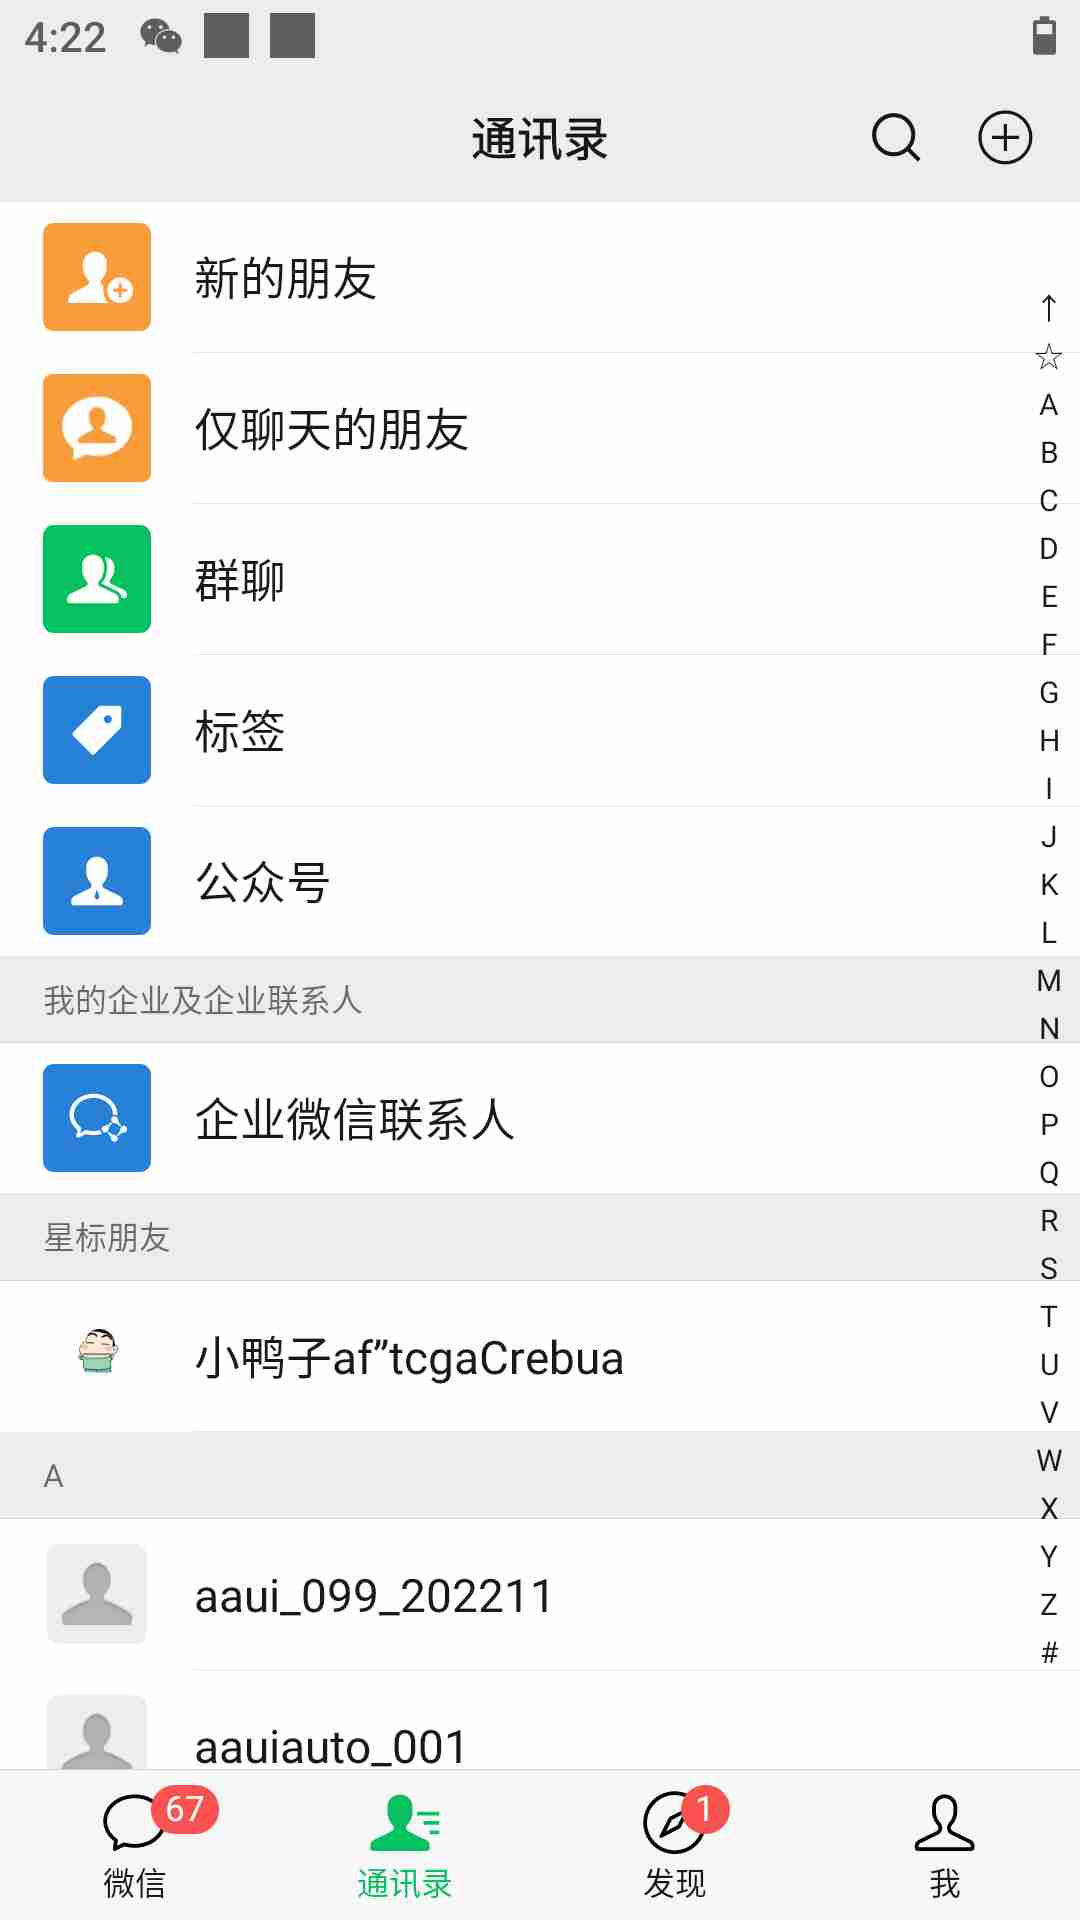 4:22
通讯录
新的朋友
仅聊天的朋友
群聊
标签
公众号
我的企业及企业联系人
企业微信联系人
星标朋友
小鸭子af”tcgaCrebua
A
aaui_099_202211
aauiauto_001
↑
☆
A
B
C
D
E
F
G
H
I
J
K
L
M
N
O
P
Q
R
S
T
U
V
W
X
Y
Z
#
67
1
微信
通讯录
发现
我